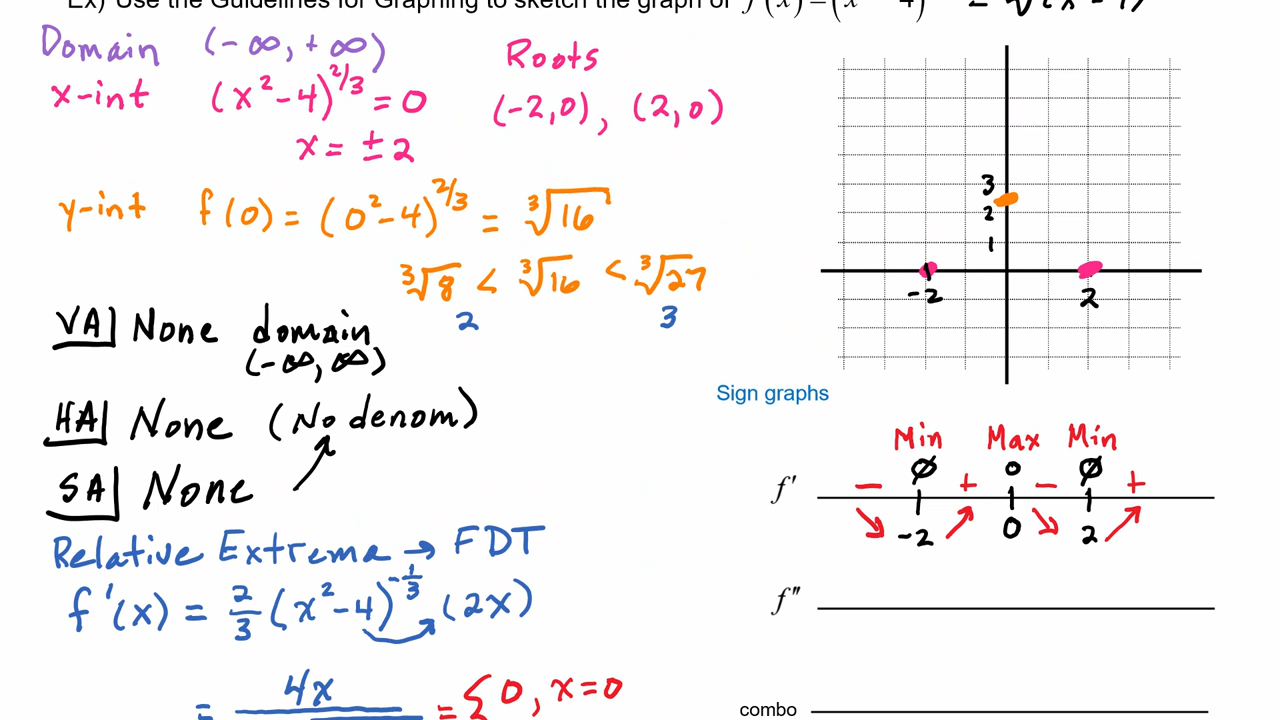 Ex) Use the Guidelines for Graphing to sketch the graph of f(x) = (x
Domain (-∞, +∞)
x-int (x²-4)^2/3 = 0
x = ±2
Roots
(-2,0), (2,0)
y-int f(0) = (0²-4)^2/3 = ∛16
∛8 < ∛16 < ∛27
2 3
VA| None domain
(-∞, ∞)
HA| None (No denom)
SA| None
Relative Extrema → FDT
f'(x) = 2/3 (x²-4)^-1/3 (2x)
= 4x = { 0, x=0
3
2
1
-2 2
Sign graphs
Min Max Min
∅ 0 ∅
f' - + - +
-2 0 2
f"
combo